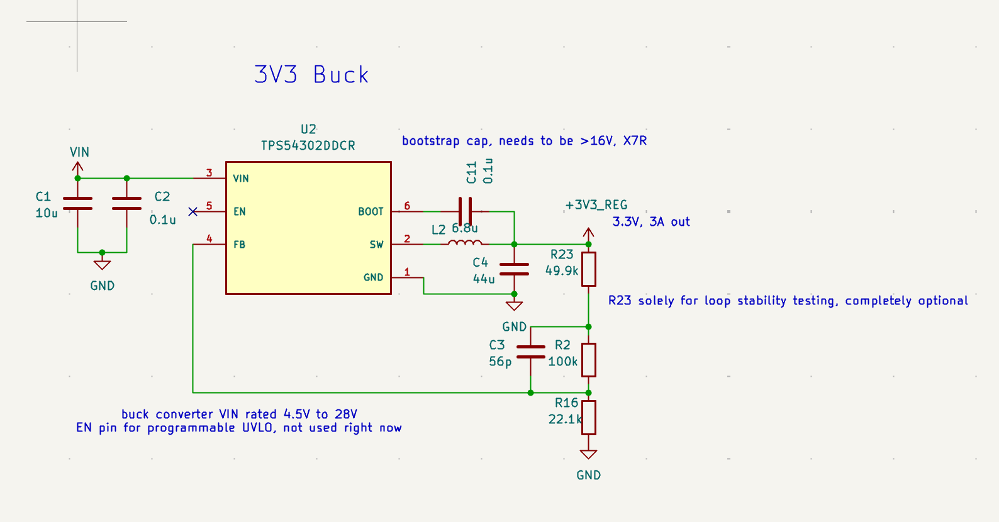 3V3 Buck
U2
TPS54302DDCR
bootstrap cap, needs to be >16V, X7R
VIN
C11
0.1u
3
VIN
C1
10u
C2
0.1u
5
EN
BOOT
6
+3V3_REG
3.3V, 3A out
L2
6.8u
4
FB
SW
2
R23
49.9k
C4
44u
GND
1
GND
R23 solely for loop stability testing, completely optional
GND
C3
56p
R2
100k
R16
22.1k
buck converter VIN rated 4.5V to 28V
EN pin for programmable UVLO, not used right now
GND